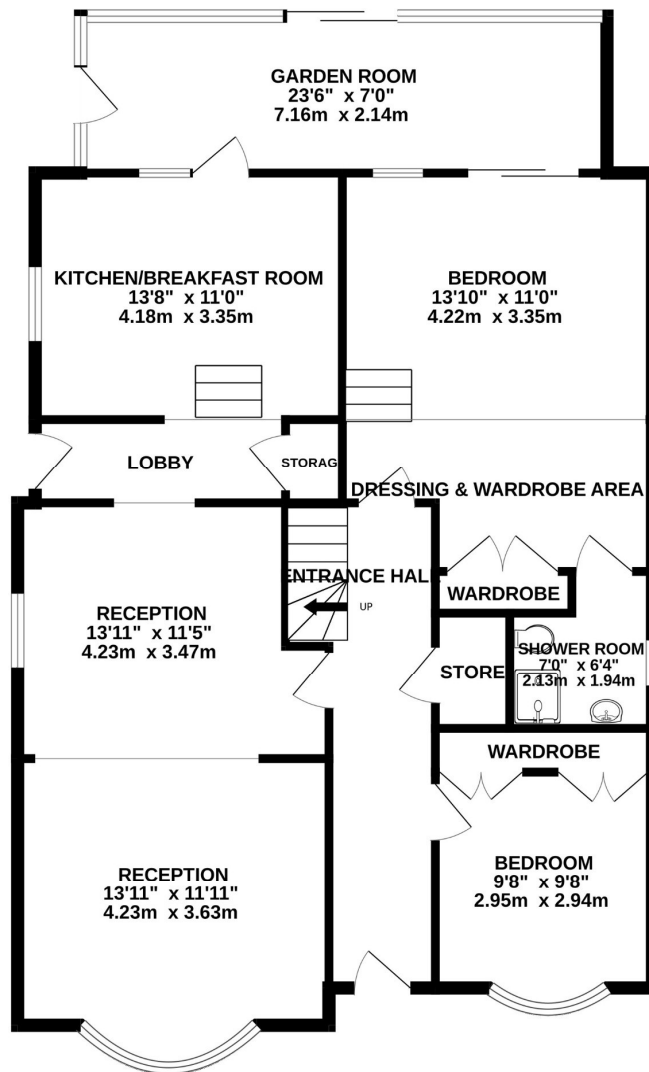 GARDEN ROOM
23'6" x 7'0"
7.16m x 2.14m
KITCHEN/BREAKFAST ROOM
13'8" x 11'0"
4.18m x 3.35m
BEDROOM
13'10" x 11'0"
4.22m x 3.35m
LOBBY
STORAG
DRESSING & WARDROBE AREA
ENTRANCE HALL
UP
WARDROBE
RECEPTION
13'11" x 11'5"
4.23m x 3.47m
STORE
SHOWER ROOM
7'0" x 6'4"
2.13m x 1.94m
WARDROBE
RECEPTION
13'11" x 11'11"
4.23m x 3.63m
BEDROOM
9'8" x 9'8"
2.95m x 2.94m